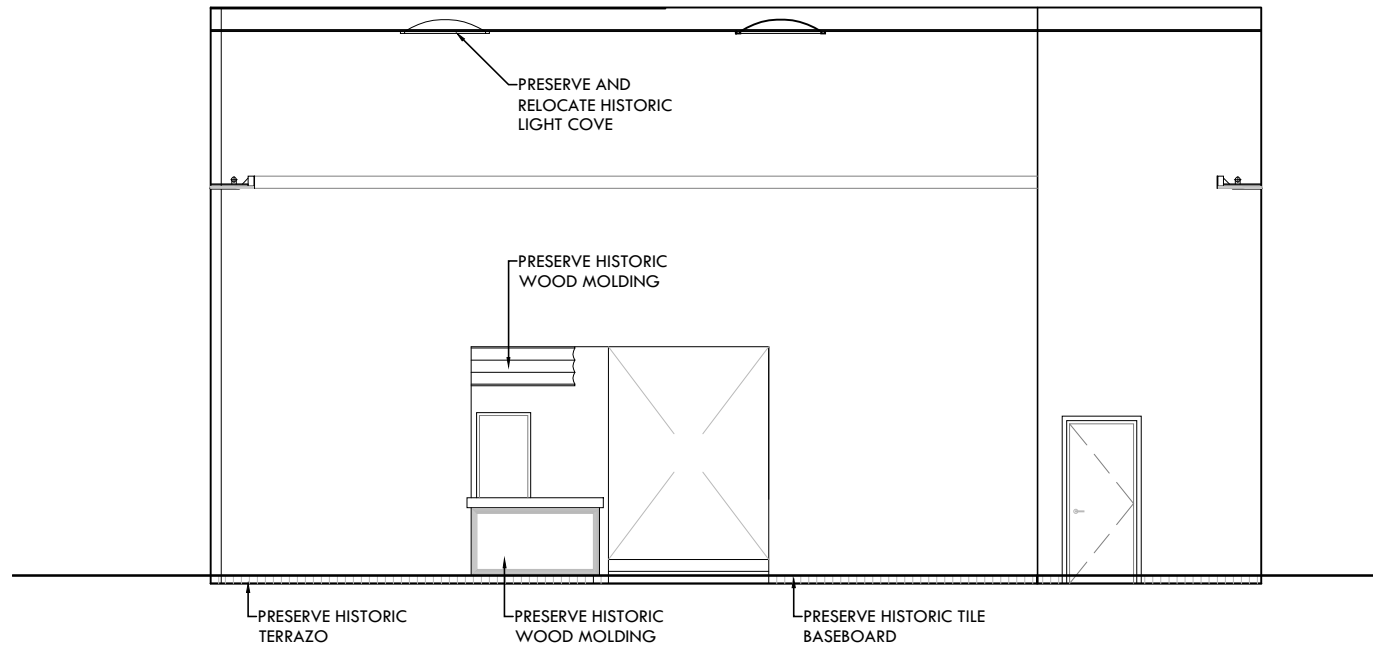 PRESERVE AND
RELOCATE HISTORIC
LIGHT COVE
PRESERVE HISTORIC
WOOD MOLDING
PRESERVE HISTORIC
TERRAZO
PRESERVE HISTORIC
WOOD MOLDING
PRESERVE HISTORIC TILE
BASEBOARD